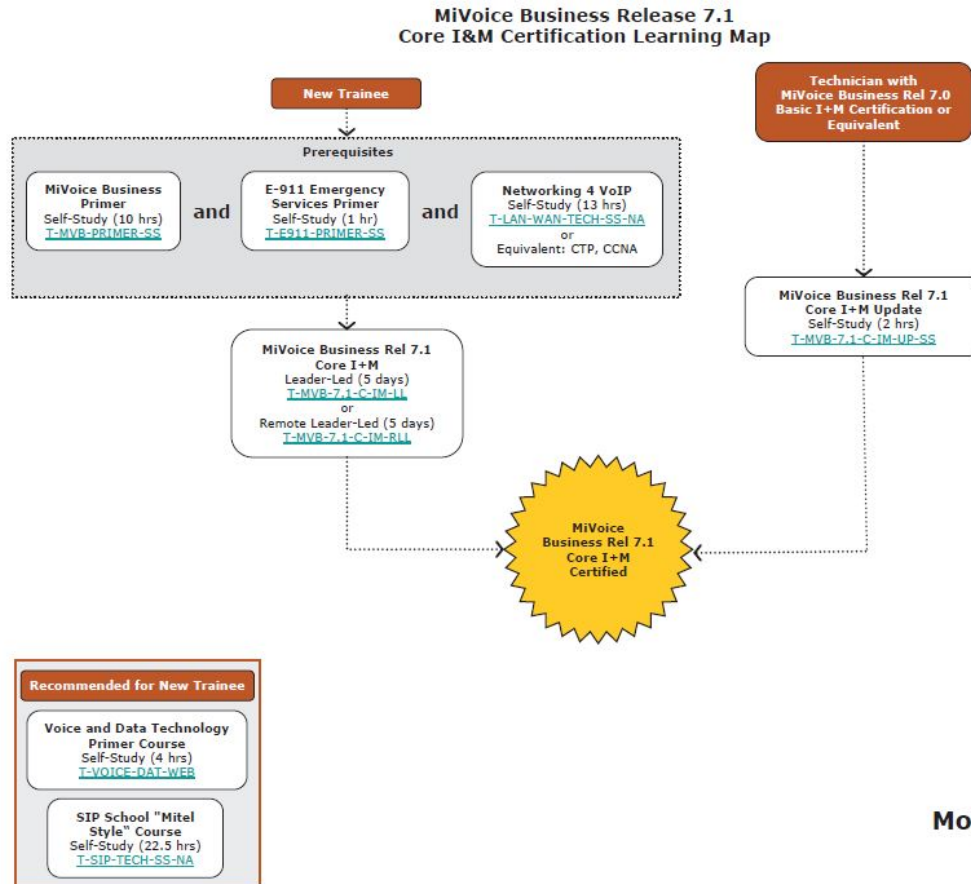 MiVoice Business Release 7.1
Core I&M Certification Learning Map
New Trainee
Technician with
MiVoice Business Rel 7.0
Basic I+M Certification or
Equivalent
Prerequisites
MiVoice Business
Primer
Self-Study (10 hrs)
T-MVB-PRIMER-SS
and
E-911 Emergency
Services Primer
Self-Study (1 hr)
T-E911-PRIMER-SS
and
Networking 4 VoIP
Self-Study (13 hrs)
T-LAN-WAN-TECH-SS-NA
or
Equivalent: CTP, CCNA
MiVoice Business Rel 7.1
Core I+M Update
Self-Study (2 hrs)
T-MVB-7.1-C-IM-UP-SS
MiVoice Business Rel 7.1
Core I+M
Leader-Led (5 days)
T-MVB-7.1-C-IM-LL
or
Remote Leader-Led (5 days)
T-MVB-7.1-C-IM-RLL
MiVoice
Business Rel 7.1
Core I+M
Certified
Recommended for New Trainee
Voice and Data Technology
Primer Course
Self-Study (4 hrs)
T-VOICE-DAT-WEB
SIP School "Mitel
Style" Course
Self-Study (22.5 hrs)
T-SIP-TECH-SS-NA
Mo